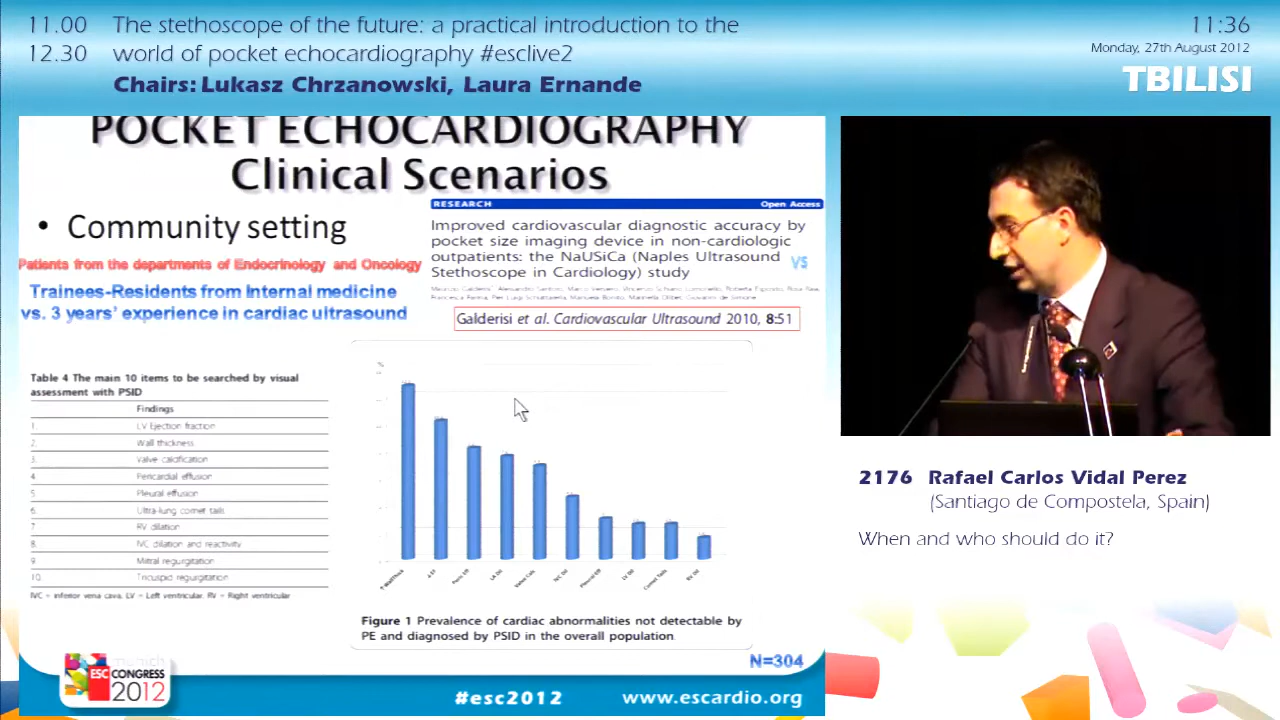 11.00 The stethoscope of the future: a practical introduction to the
12.30 world of pocket echocardiography #esclive2
Chairs: Lukasz Chrzanowski, Laura Ernande
11:36
Monday, 27th August 2012
TBILISI
POCKET ECHOCARDIOGRAPHY
Clinical Scenarios
• Community setting
Patients from the departments of Endocrinology and Oncology
Trainees-Residents from Internal medicine
vs. 3 years' experience in cardiac ultrasound
RESEARCH Open Access
Improved cardiovascular diagnostic accuracy by
pocket size imaging device in non-cardiologic
outpatients: the NaUSiCa (Naples Ultrasound
Stethoscope in Cardiology) study
VS
Galderisi et al. Cardiovascular Ultrasound 2010, 8:51
Table 4 The main 10 items to be searched by visual
assessment with PSID
Findings
1. LV Ejection fraction
2. Wall thickness
3. Valve calcification
4 Pericardial effusion
5 Pleural effusion
6 Ultra-lung comet tails
7 RV dilation
8. IVC dilation and reactivity
9 Mitral regurgitation
10. Tricuspid regurgitation
IVC = inferior vena cava, LV = Left ventricular, RV = Right ventricular
Figure 1 Prevalence of cardiac abnormalities not detectable by
PE and diagnosed by PSID in the overall population.
N=304
ESC CONGRESS
2012
#esc2012 www.escardio.org
2176 Rafael Carlos Vidal Perez
(Santiago de Compostela, Spain)
When and who should do it?